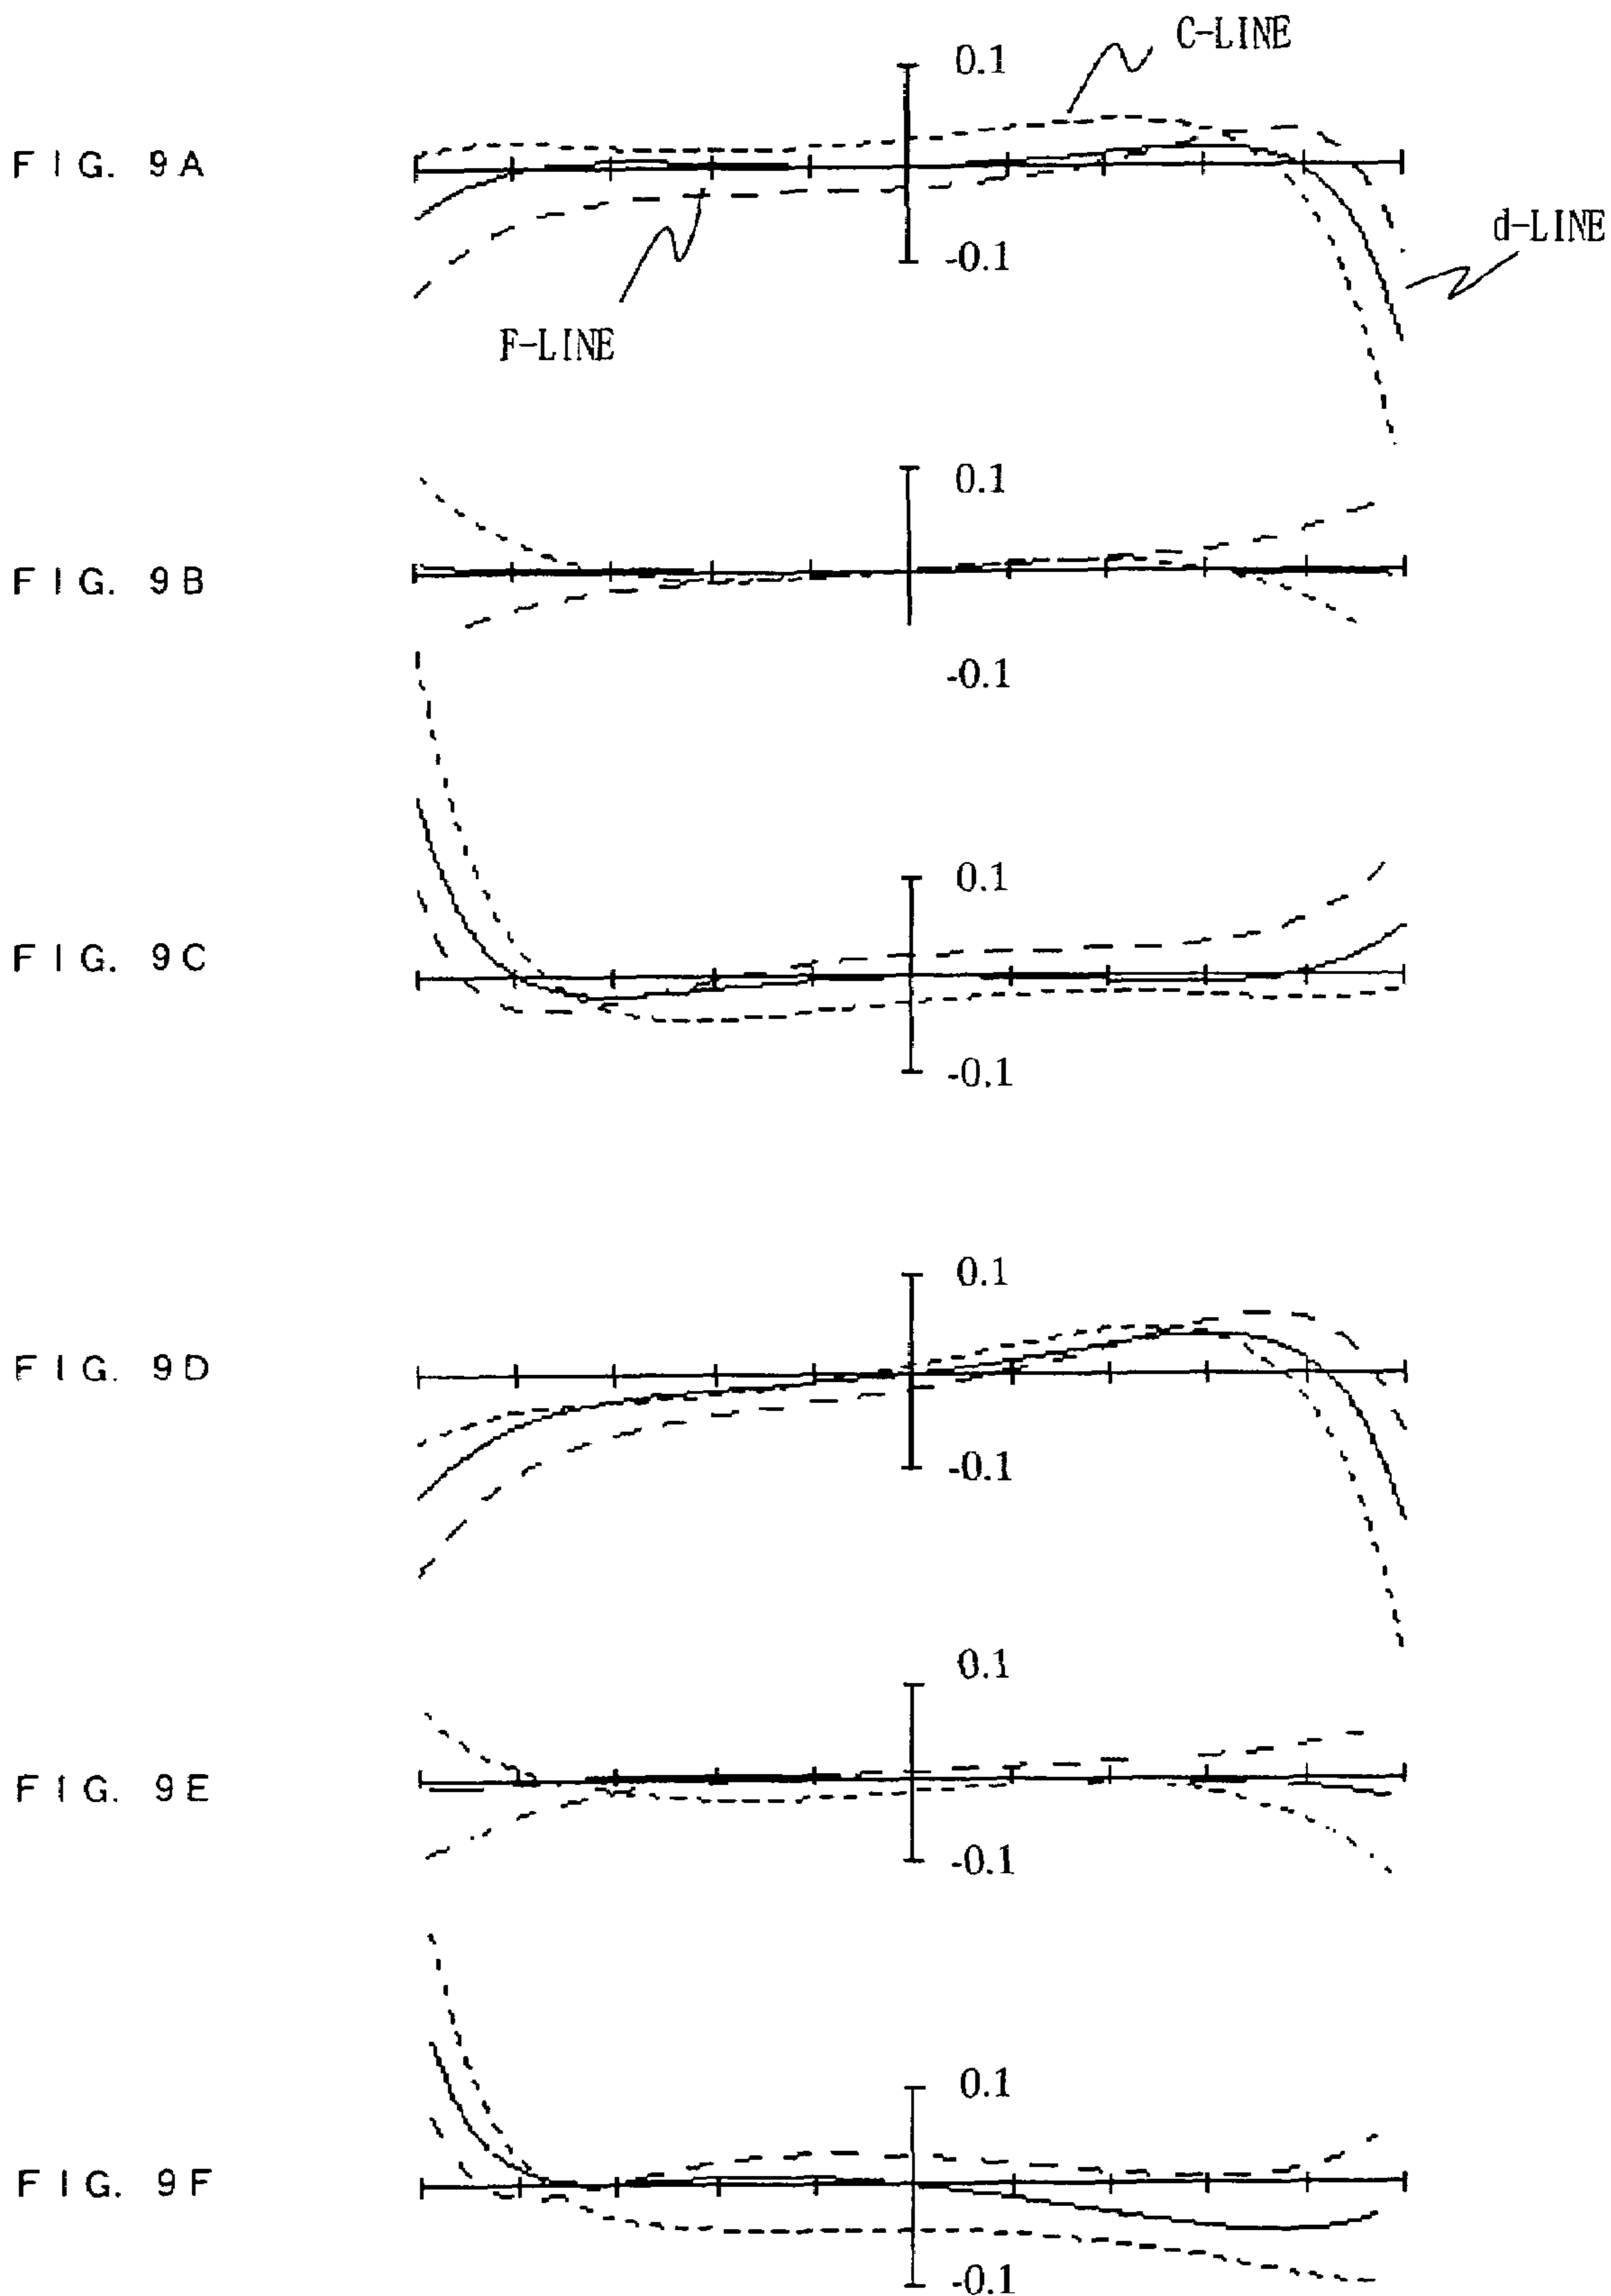 C-LINE
0.1
FIG. 9A
-0.1
d-LINE
F-LINE
0.1
FIG. 9B
-0.1
0.1
FIG. 9C
-0.1
0.1
FIG. 9D
-0.1
0.1
FIG. 9E
-0.1
0.1
FIG. 9F
-0.1